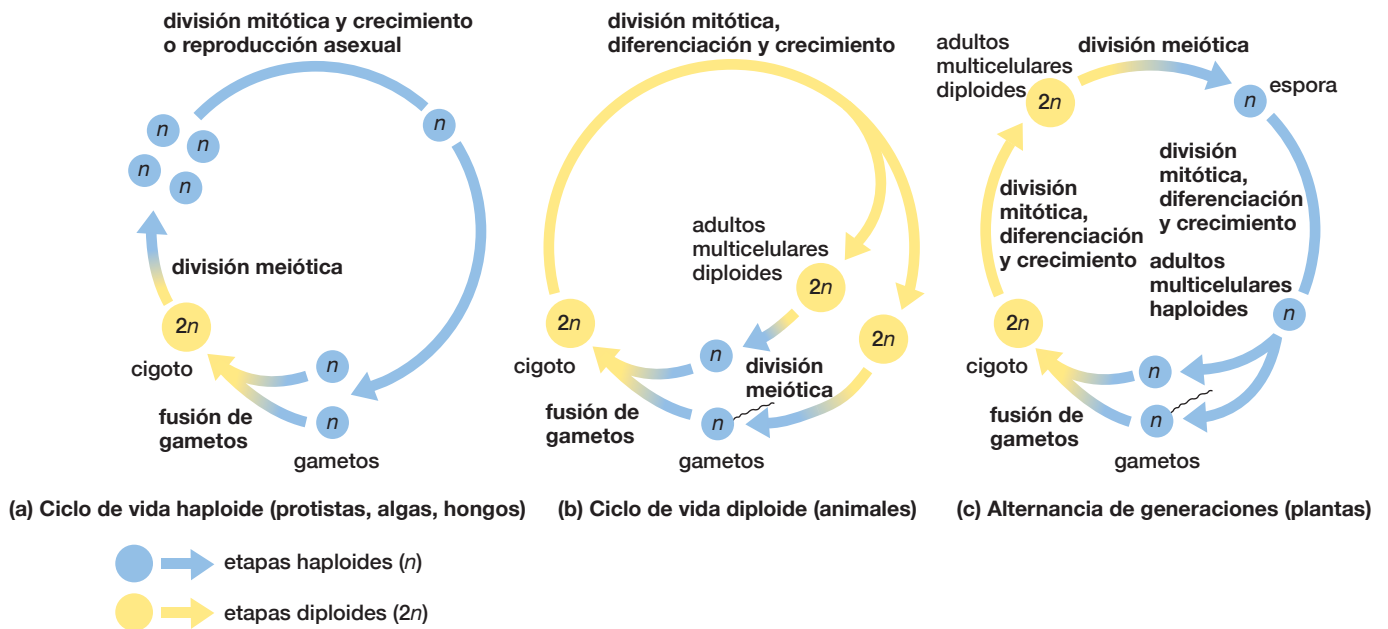 división mitótica y crecimiento
o reproducción asexual
n
n
n
n
n
n
división meiótica
2n
cigoto
n
n
fusión de
gametos
gametos
(a) Ciclo de vida haploide (protistas, algas, hongos)
división mitótica,
diferenciación y crecimiento
adultos
multicelulares
diploides
2n
2n
2n
cigoto
n
división
meiótica
n
fusión de
gametos
gametos
(b) Ciclo de vida diploide (animales)
adultos
multicelulares
diploides
2n
división meiótica
n
espora
división
mitótica,
diferenciación
y crecimiento
división
mitótica,
diferenciación
y crecimiento
adultos
multicelulares
haploides
n
2n
cigoto
n
n
fusión de
gametos
gametos
(c) Alternancia de generaciones (plantas)
etapas haploides (n)
etapas diploides (2n)